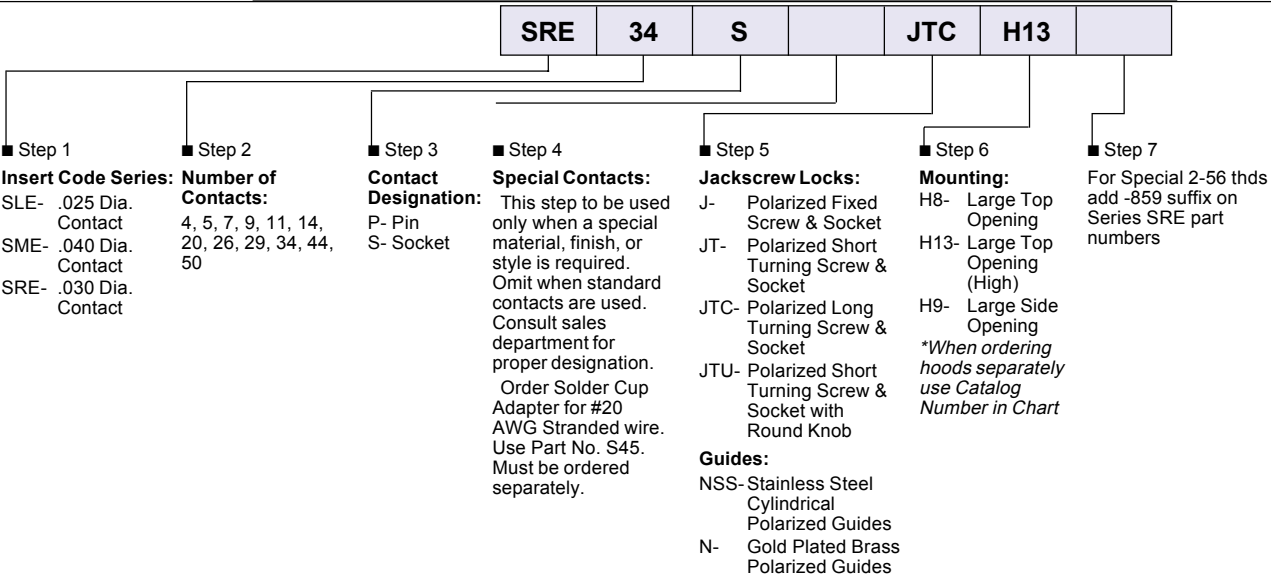 SRE 34 S JTC H13
■ Step 1
Insert Code Series:
SLE- .025 Dia.
Contact
SME- .040 Dia.
Contact
SRE- .030 Dia.
Contact
■ Step 2
Number of
Contacts:
4, 5, 7, 9, 11, 14,
20, 26, 29, 34, 44,
50
■ Step 3
Contact
Designation:
P- Pin
S- Socket
■ Step 4
Special Contacts:
This step to be used
only when a special
material, finish, or
style is required.
Omit when standard
contacts are used.
Consult sales
department for
proper designation.
Order Solder Cup
Adapter for #20
AWG Stranded wire.
Use Part No. S45.
Must be ordered
separately.
■ Step 5
Jackscrew Locks:
J- Polarized Fixed
Screw & Socket
JT- Polarized Short
Turning Screw &
Socket
JTC- Polarized Long
Turning Screw &
Socket
JTU- Polarized Short
Turning Screw &
Socket with
Round Knob
Guides:
NSS- Stainless Steel
Cylindrical
Polarized Guides
N- Gold Plated Brass
Polarized Guides
■ Step 6
Mounting:
H8- Large Top
Opening
H13- Large Top
Opening
(High)
H9- Large Side
Opening
*When ordering
hoods separately
use Catalog
Number in Chart
■ Step 7
For Special 2-56 thds
add -859 suffix on
Series SRE part
numbers